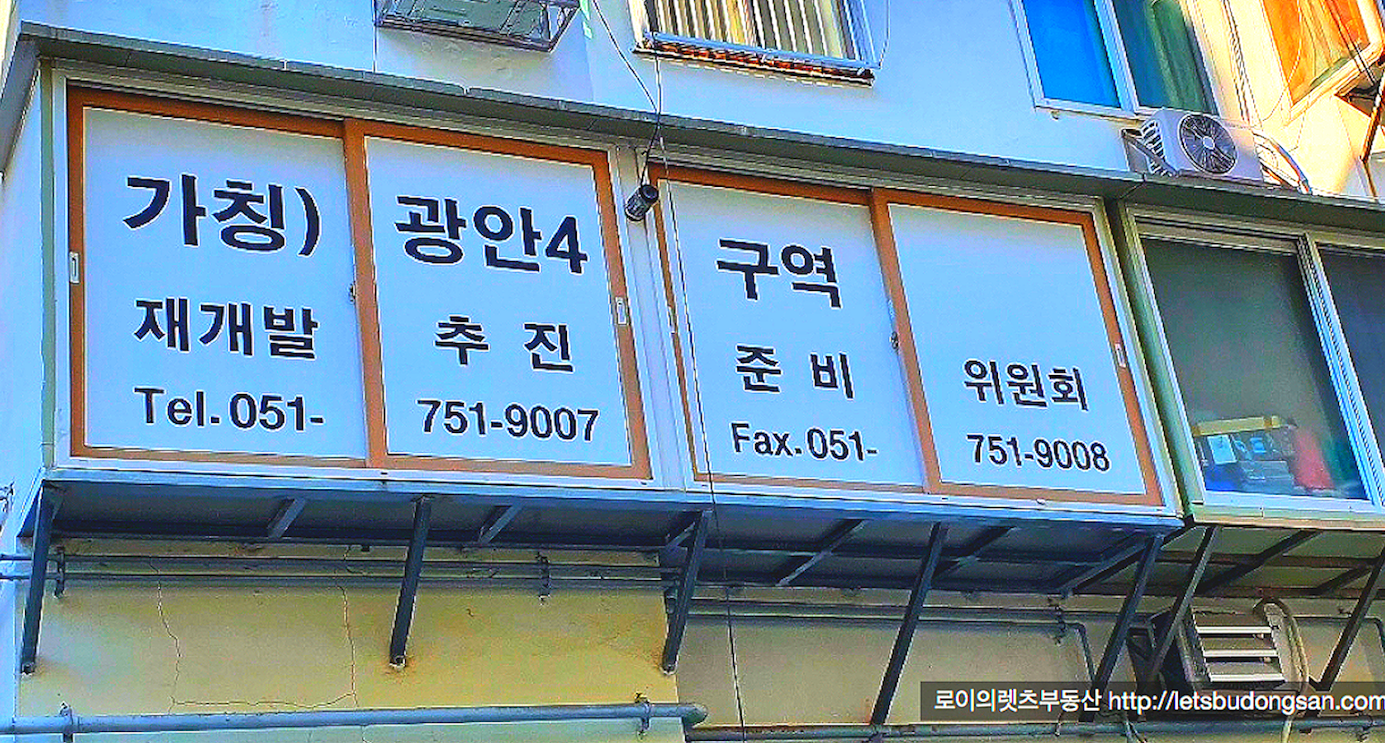 가칭) 광안4 구역
재개발 추 진 준 비 위원회
Tel. 051- 751-9007 Fax. 051- 751-9008
로이의렛츠부동산 http://letsbudongsan.com